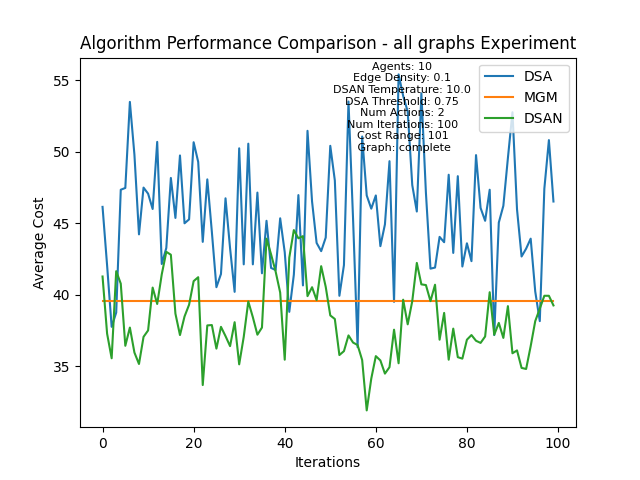 Algorithm Performance Comparison - all graphs Experiment
Agents: 10
Edge Density: 0.1
DSAN Temperature: 10.0
DSA Threshold: 0.75
Num Actions: 2
Num Iterations: 100
Cost Range: 101
Graph: complete
DSA
MGM
DSAN
55
50
45
40
35
Average Cost
0
20
40
60
80
100
Iterations